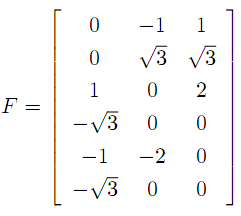 F = [ 0 −1 1
0 √3 √3
1 0 2
−√3 0 0
−1 −2 0
−√3 0 0 ]